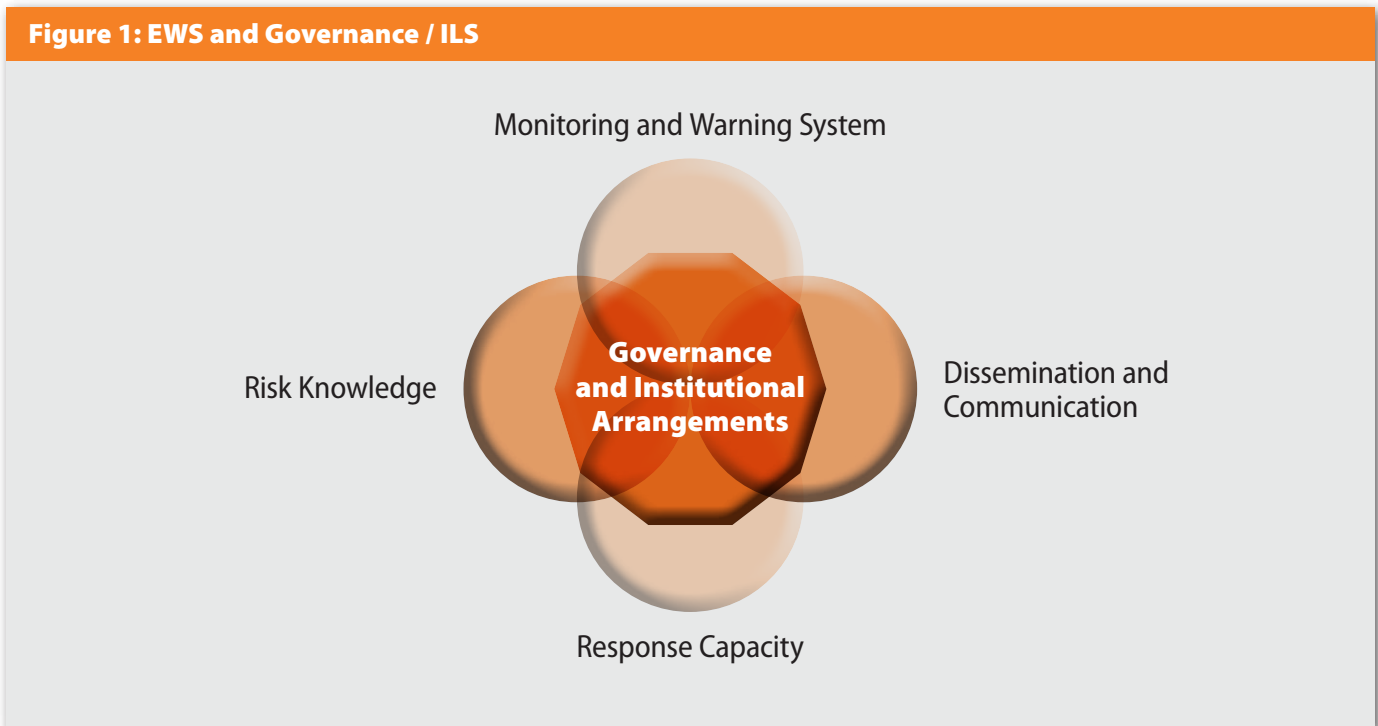 Figure 1: EWS and Governance / ILS
Monitoring and Warning System
Risk Knowledge
Governance
and Institutional
Arrangements
Dissemination and
Communication
Response Capacity